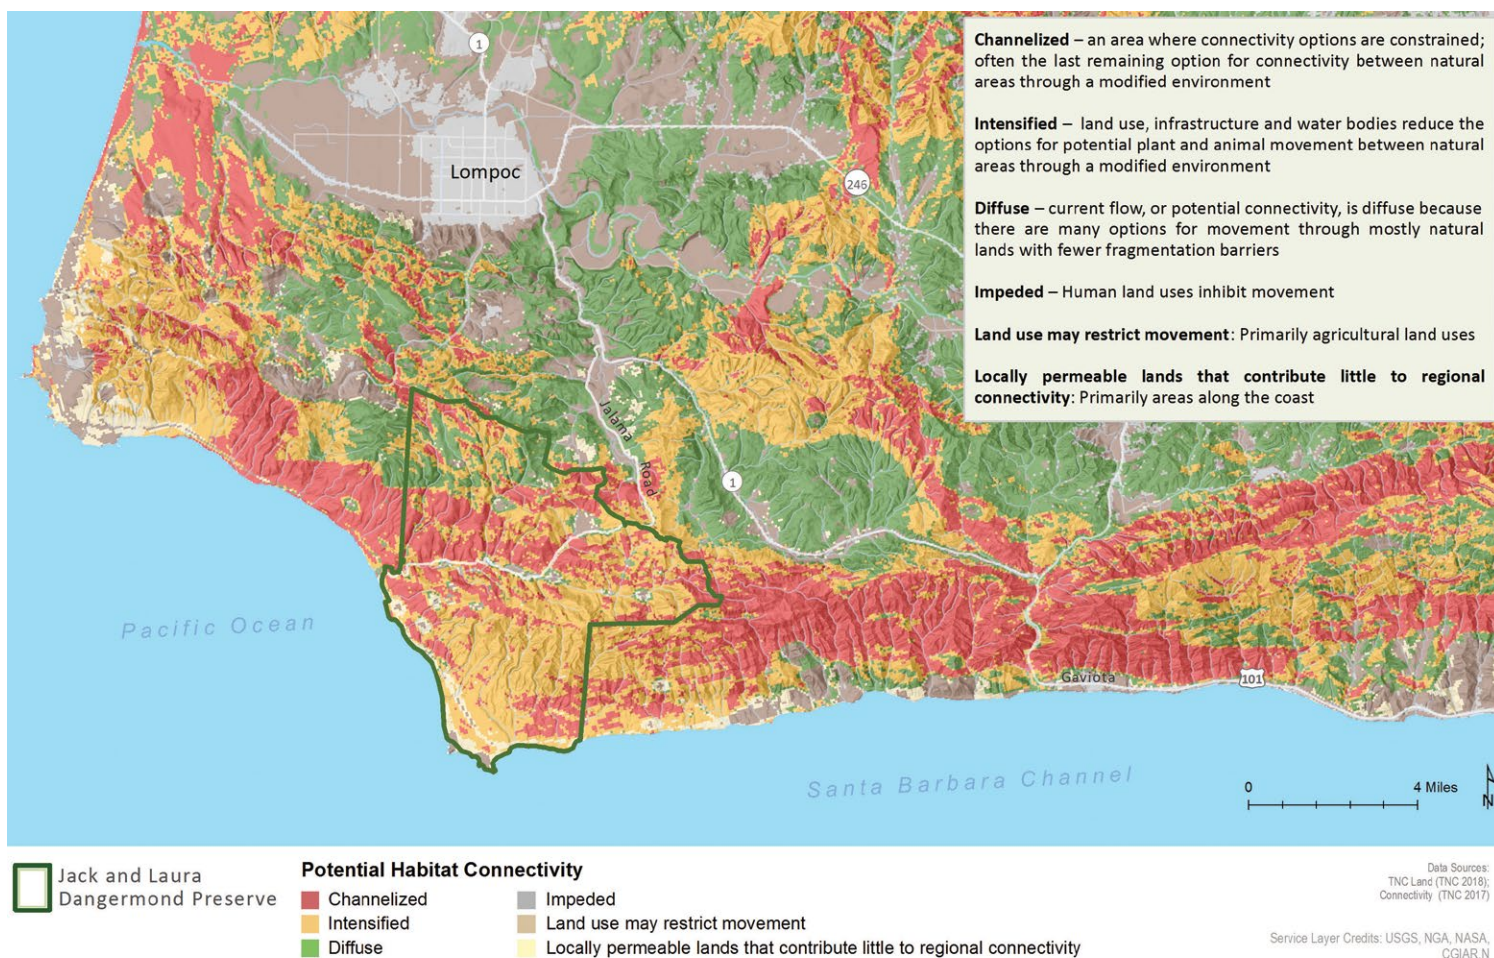 Channelized – an area where connectivity options are constrained;
often the last remaining option for connectivity between natural
areas through a modified environment
Intensified – land use, infrastructure and water bodies reduce the
options for potential plant and animal movement between natural
areas through a modified environment
Diffuse – current flow, or potential connectivity, is diffuse because
there are many options for movement through mostly natural
lands with fewer fragmentation barriers
Impeded – Human land uses inhibit movement
Land use may restrict movement: Primarily agricultural land uses
Locally permeable lands that contribute little to regional
connectivity: Primarily areas along the coast
1
Lompoc
246
Jalama
Road
1
Pacific Ocean
Gaviota
101
Santa Barbara Channel
0
4 Miles
N
Jack and Laura
Dangermond Preserve
Potential Habitat Connectivity
Channelized
Intensified
Diffuse
Impeded
Land use may restrict movement
Locally permeable lands that contribute little to regional connectivity
Data Sources:
TNC Land (TNC 2018);
Connectivity (TNC 2017)
Service Layer Credits: USGS, NGA, NASA,
CGIAR,N